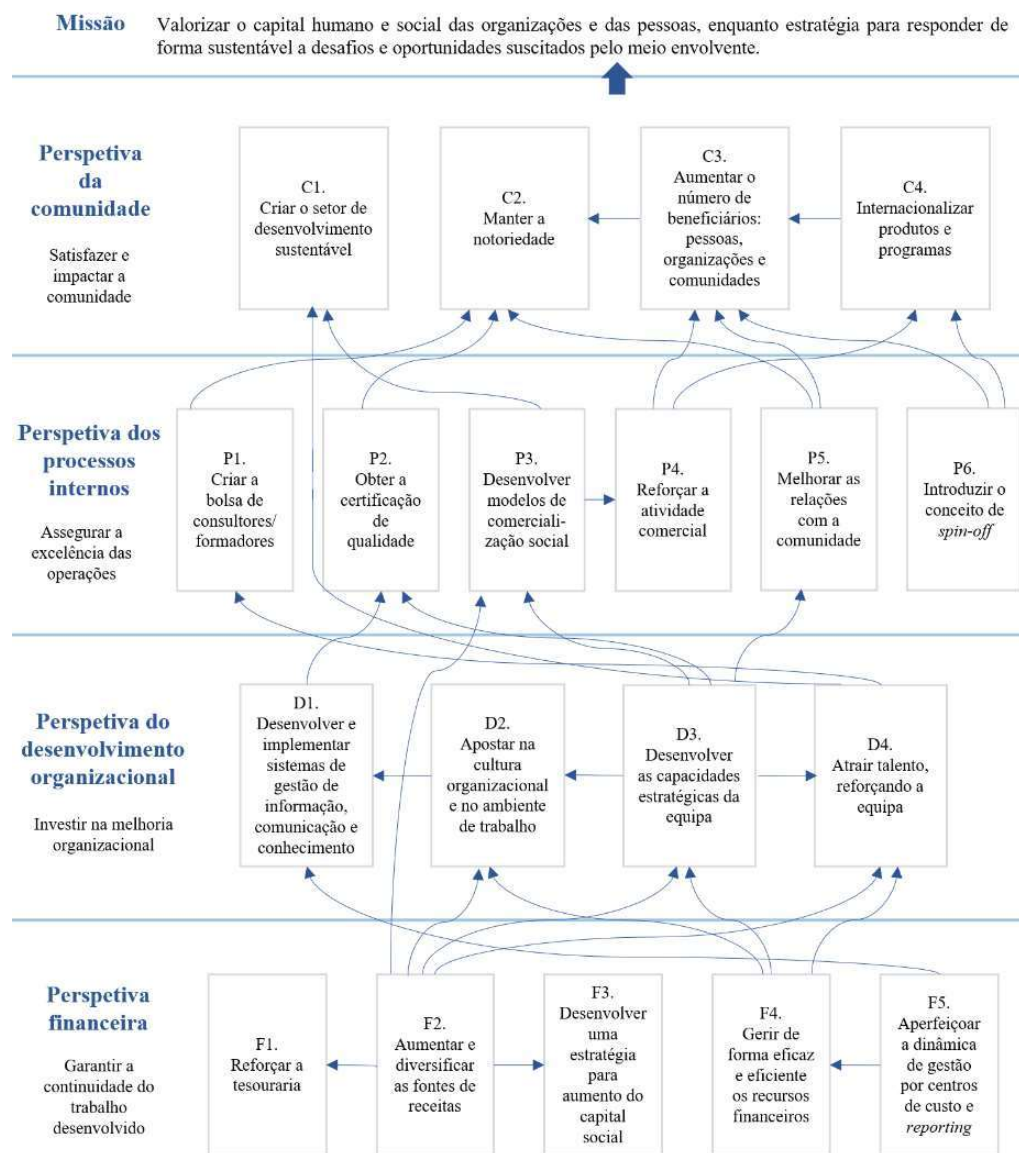 Missão
Valorizar o capital humano e social das organizações e das pessoas, enquanto estratégia para responder de
forma sustentável a desafios e oportunidades suscitados pelo meio envolvente.
Perspetiva
da
comunidade
Satisfazer e
impactar a
comunidade
C1.
Criar o setor de
desenvolvimento
sustentável
C2.
Manter a
notoriedade
C3.
Aumentar o
número de
beneficiários:
pessoas,
organizações e
comunidades
C4.
Internacionalizar
produtos e
programas
Perspetiva dos
processos
internos
Assegurar a
excelência das
operações
P1.
Criar a
bolsa de
consultores/
formadores
P2.
Obter a
certificação
de
qualidade
P3.
Desenvolver
modelos de
comerciali-
zação social
P4.
Reforçar a
atividade
comercial
P5.
Melhorar as
relações
com a
comunidade
P6.
Introduzir o
conceito de
spin-off
Perspetiva do
desenvolvimento
organizacional
Investir na melhoria
organizacional
D1.
Desenvolver e
implementar
sistemas de
gestão de
informação,
comunicação e
conhecimento
D2.
Apostar na
cultura
organizacional
e no ambiente
de trabalho
D3.
Desenvolver
as capacidades
estratégicas da
equipa
D4.
Atrair talento,
reforçando a
equipa
Perspetiva
financeira
Garantir a
continuidade do
trabalho
desenvolvido
F1.
Reforçar a
tesouraria
F2.
Aumentar e
diversificar
as fontes de
receitas
F3.
Desenvolver
uma
estratégia
para
aumento do
capital
social
F4.
Gerir de
forma eficaz
e eficiente
os recursos
financeiros
F5.
Aperfeiçoar
a dinâmica
de gestão
por centros
de custo e
reporting